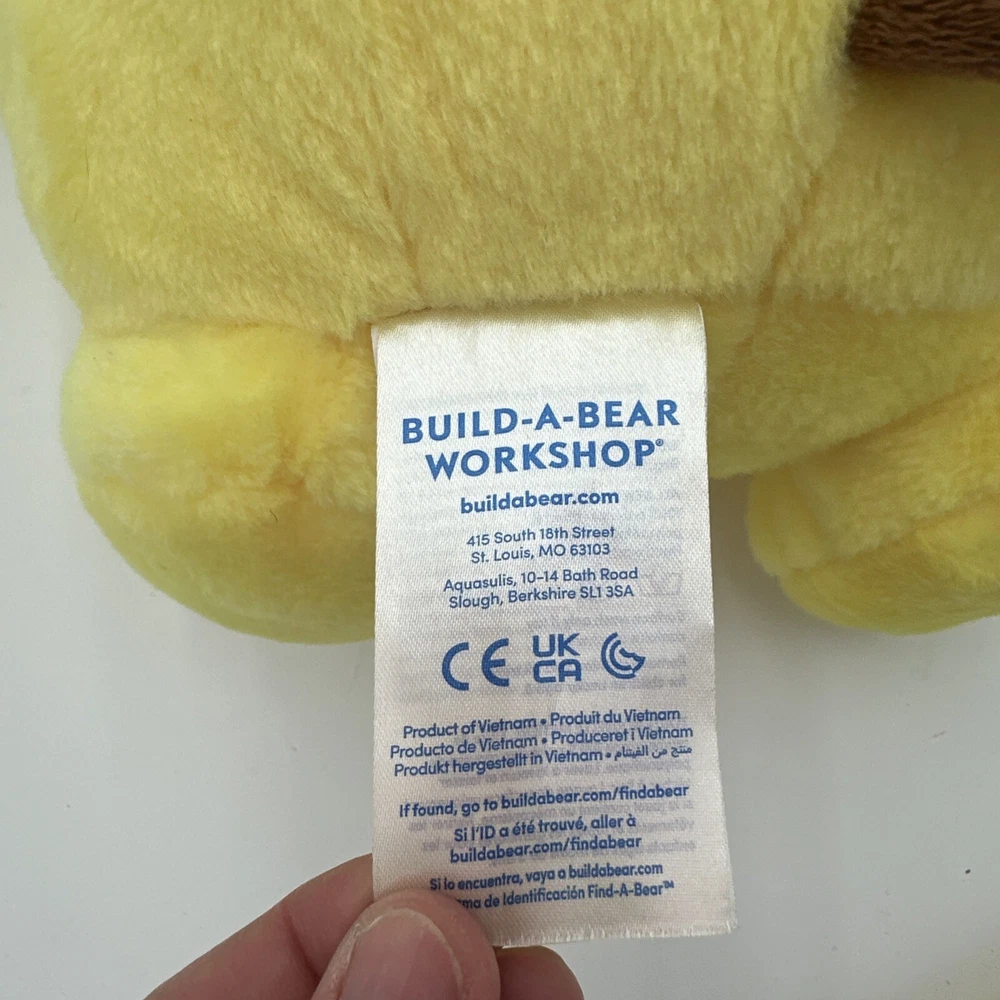 BUILD-A-BEAR
WORKSHOP®
buildabear.com
415 South 18th Street
St. Louis, MO 63103
Aquasulis, 10-14 Bath Road
Slough, Berkshire SL1 3SA
CE UK
CA
Product of Vietnam • Produit du Vietnam
Producto de Vietnam • Produceret i Vietnam
Produkt hergestellt in Vietnam • منتج من الفيتنام
If found, go to buildabear.com/findabear
Si l'ID a été trouvé, aller à
buildabear.com/findabear
Si lo encuentra, vaya a buildabear.com
de Identificación Find-A-Bear™